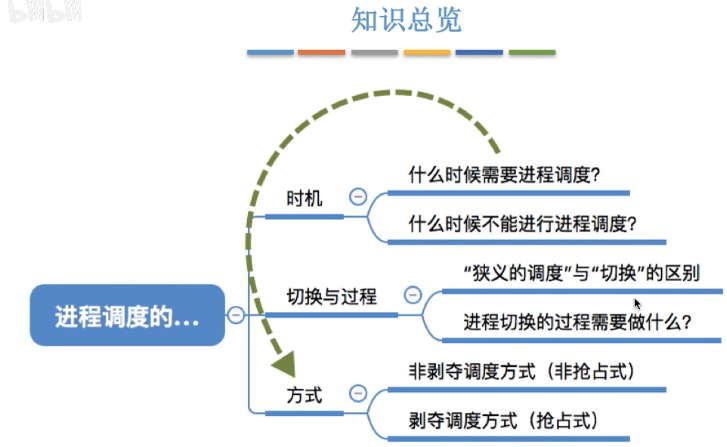 bilibili
知识总览
什么时候需要进程调度？
时机
什么时候不能进行进程调度？
“狭义的调度”与“切换”的区别
切换与过程
进程调度的...
进程切换的过程需要做什么？
非剥夺调度方式（非抢占式）
方式
剥夺调度方式（抢占式）